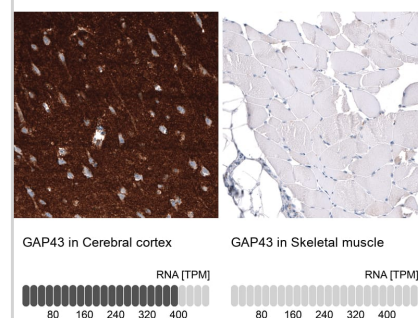 GAP43 in Cerebral cortex
GAP43 in Skeletal muscle
RNA [TPM]
RNA [TPM]
80 160 240 320 400
80 160 240 320 400